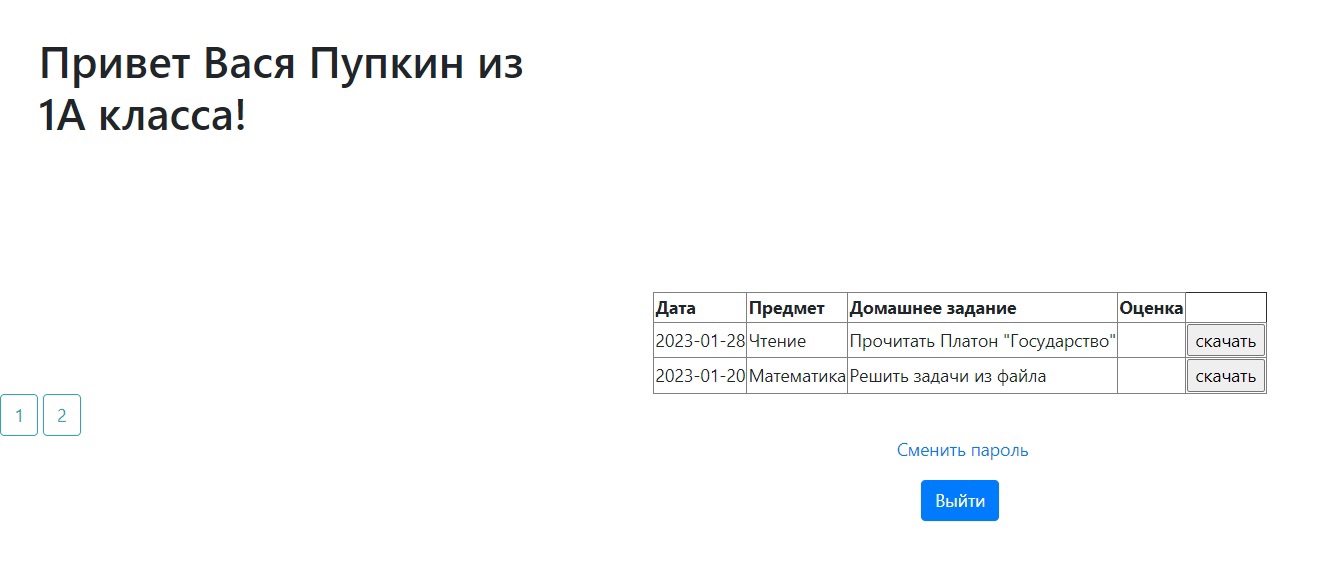 Привет Вася Пупкин из
1А класса!
Дата Предмет Домашнее задание Оценка
2023-01-28 Чтение Прочитать Платон "Государство" скачать
2023-01-20 Математика Решить задачи из файла скачать
1 2
Сменить пароль
Выйти